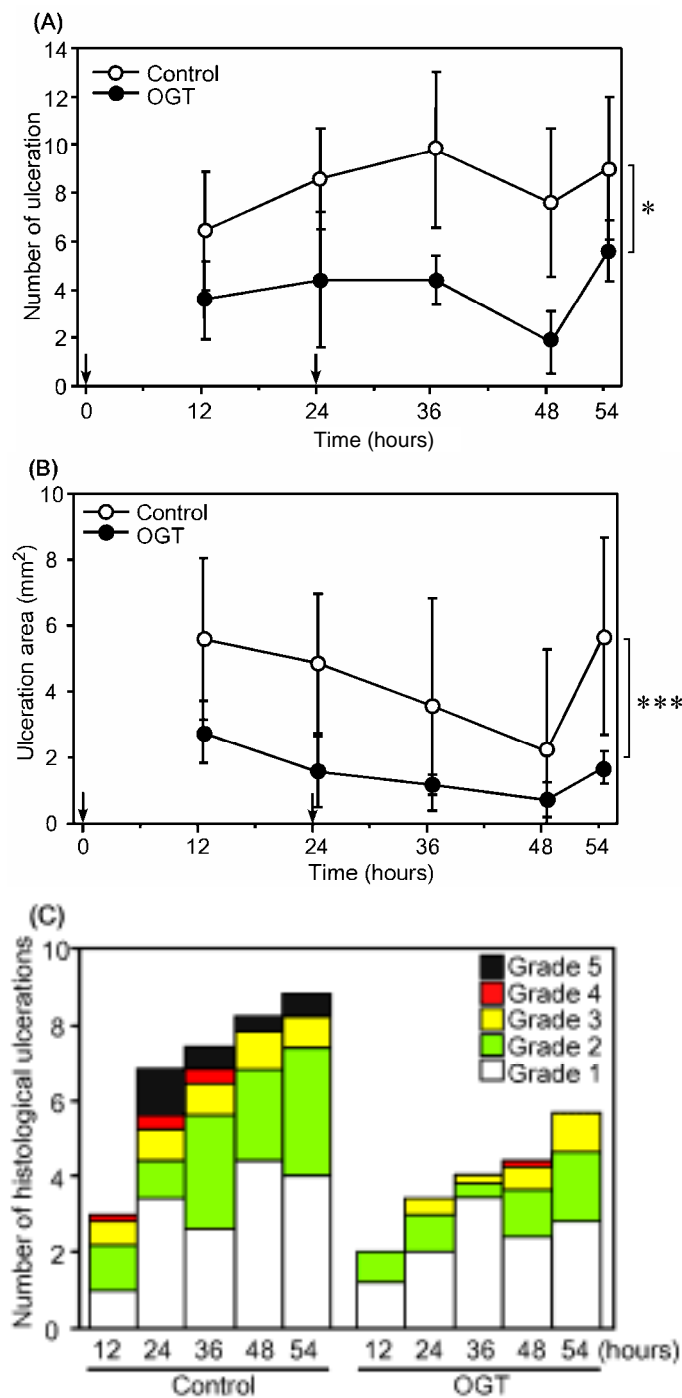 (A)
14
12
10
8
6
4
2
0
Number of ulceration
Control
OGT
*
0 12 24 36 48 54
Time (hours)
(B)
10
8
6
4
2
0
Ulceration area (mm²)
Control
OGT
***
0 12 24 36 48 54
Time (hours)
(C)
10
8
6
4
2
0
Number of histological ulcerations
Grade 5
Grade 4
Grade 3
Grade 2
Grade 1
12 24 36 48 54 12 24 36 48 54 (hours)
Control OGT